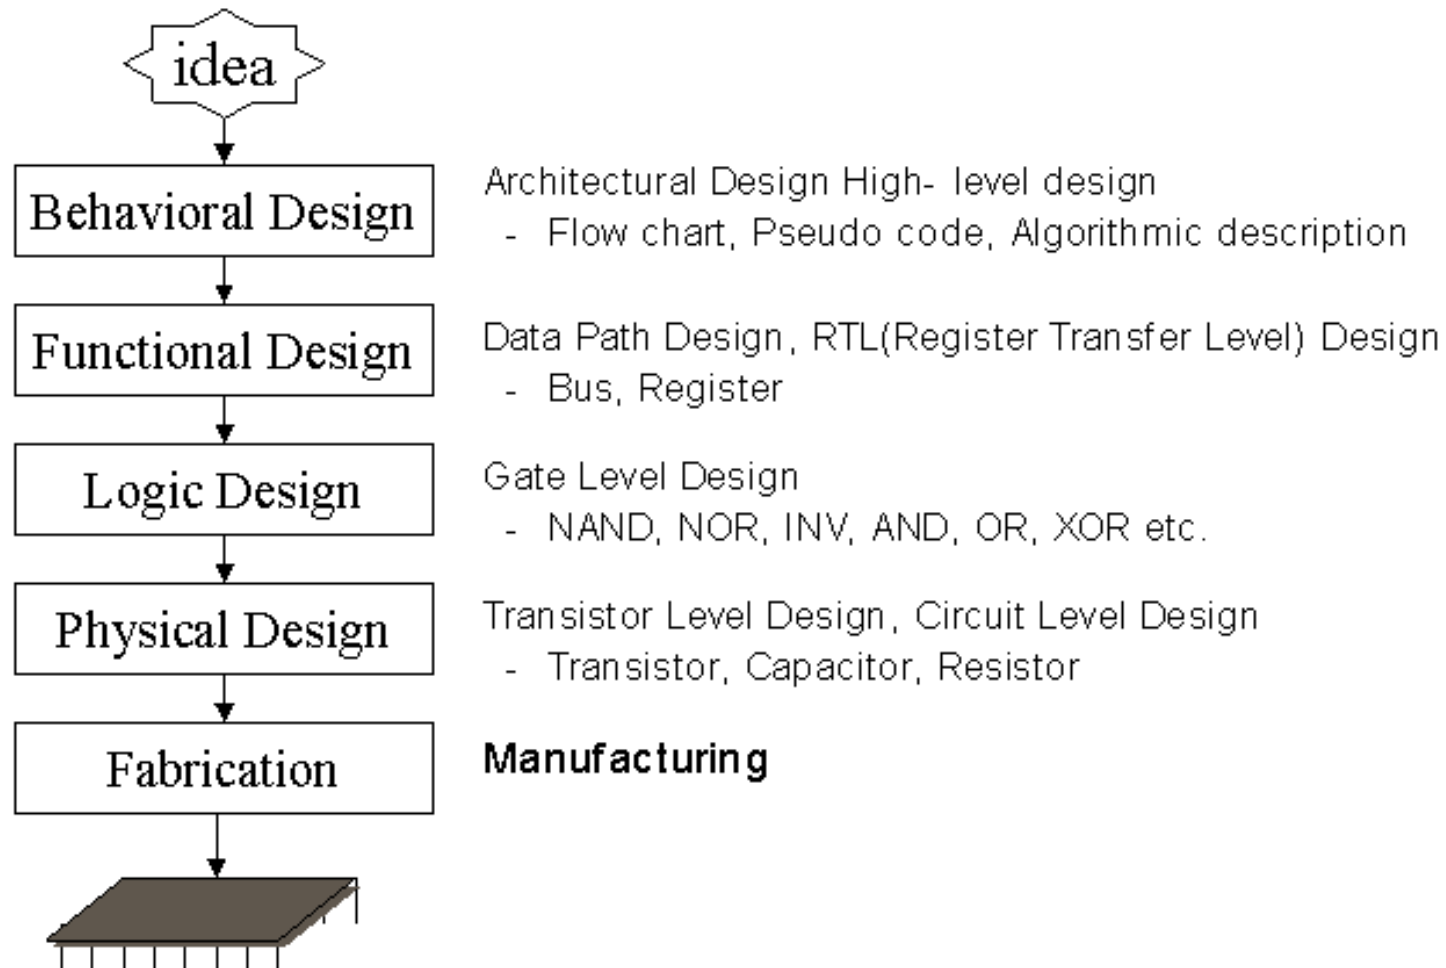 idea
Behavioral Design
Architectural Design High- level design
- Flow chart, Pseudo code, Algorithmic description
Functional Design
Data Path Design, RTL(Register Transfer Level) Design
- Bus, Register
Logic Design
Gate Level Design
- NAND, NOR, INV, AND, OR, XOR etc.
Physical Design
Transistor Level Design, Circuit Level Design
- Transistor, Capacitor, Resistor
Fabrication
Manufacturing